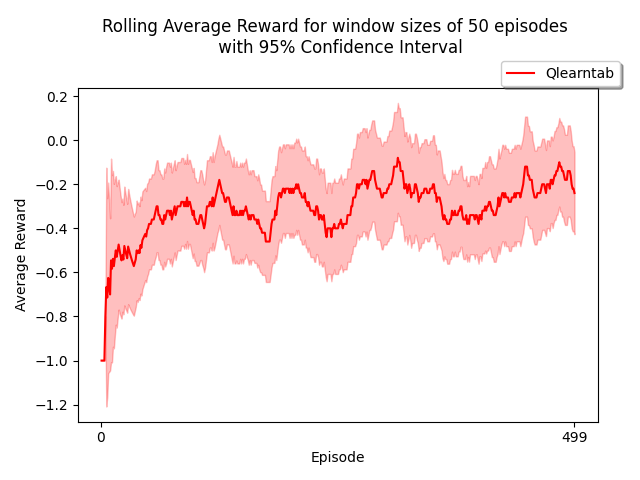 Rolling Average Reward for window sizes of 50 episodes
with 95% Confidence Interval
Qlearntab
0.2
0.0
−0.2
−0.4
−0.6
−0.8
−1.0
−1.2
Average Reward
0
499
Episode